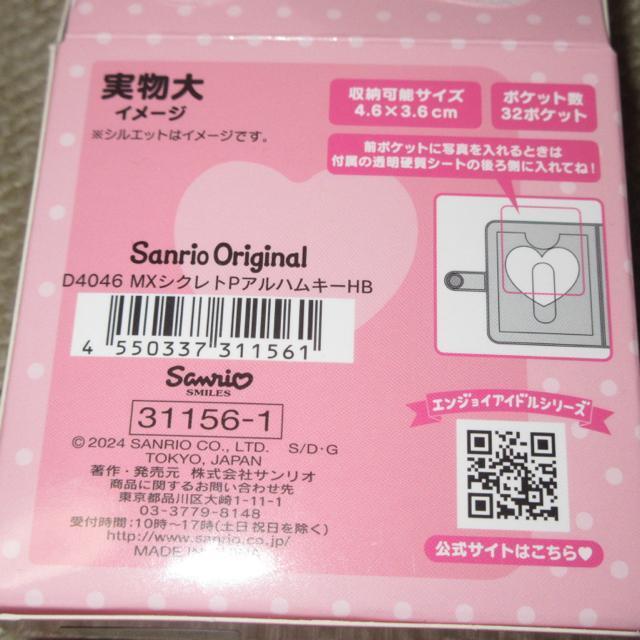 実物大
イメージ
※シルエットはイメージです。
収納可能サイズ
4.6×3.6cm
ポケット数
32ポケット
前ポケットに写真を入れるときは
付属の透明硬質シートの後ろ側に入れてね!
Sanrio Original
D4046 MXシクレトPアルハムキーHB
4 550337 311561
Sanrio
SMILES
31156-1
©2024 SANRIO CO., LTD. S/D・G
TOKYO, JAPAN
著作・発売元 株式会社サンリオ
商品に関するお問い合わせ先
東京都品川区大崎1-11-1
03-3779-8148
受付時間:10時〜17時(土日祝日を除く)
http://www.sanrio.co.jp/
MADE IN CHINA
エンジョイアイドルシリーズ
公式サイトはこちら♥